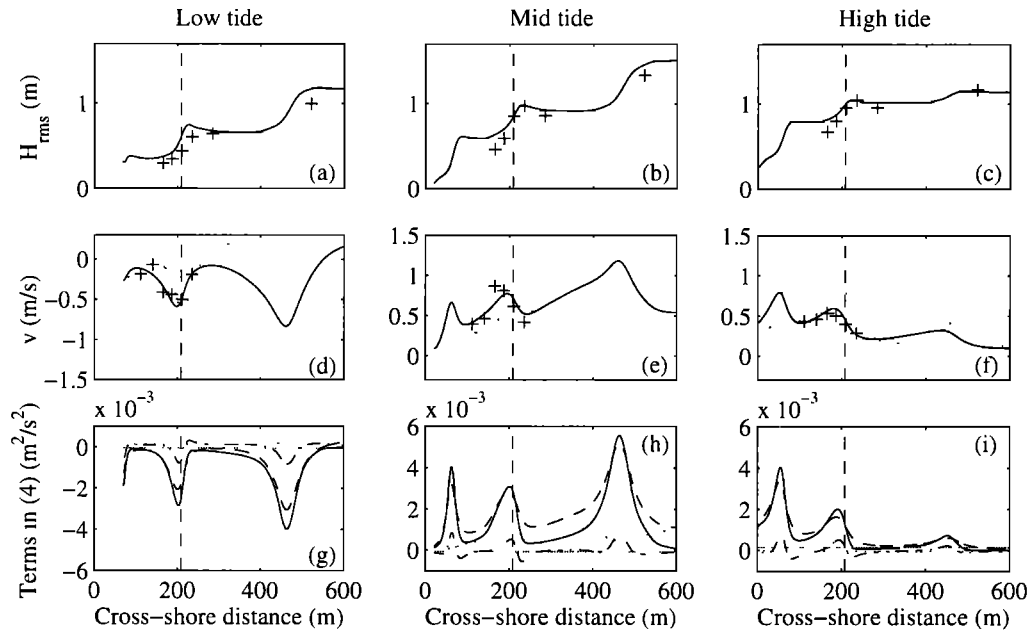 Low tide
Mid tide
High tide
H_rms (m)
1
0
(a)
1
0
(b)
1
0
(c)
v (m/s)
0
−0.5
−1
−1.5
(d)
1.5
1
0.5
0
(e)
1.5
1
0.5
0
(f)
Terms in (4) (m²/s²)
x 10⁻³
0
−2
−4
−6
(g)
0 200 400 600
Cross−shore distance (m)
x 10⁻³
6
4
2
0
(h)
0 200 400 600
Cross−shore distance (m)
x 10⁻³
6
4
2
0
(i)
0 200 400 600
Cross−shore distance (m)